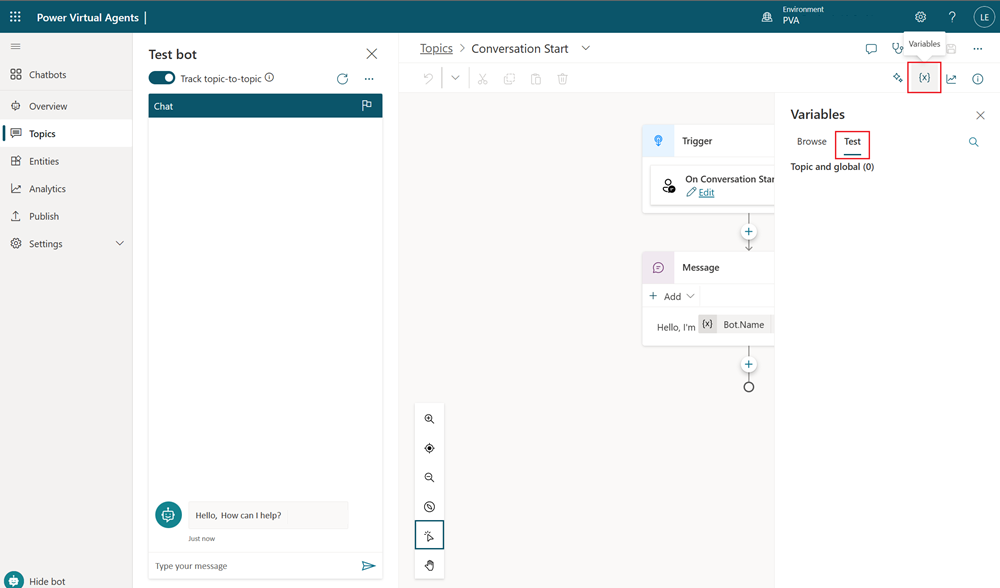 Power Virtual Agents
Environment
PVA
LE
Chatbots
Overview
Topics
Entities
Analytics
Publish
Settings
Hide bot
Test bot
Track topic-to-topic
Chat
Hello, How can I help?
Just now
Type your message
Topics > Conversation Start
Variables
{x}
Trigger
On Conversation Star
Edit
Message
+ Add
Hello, I'm {x} Bot.Name
Variables
Browse Test
Topic and global (0)